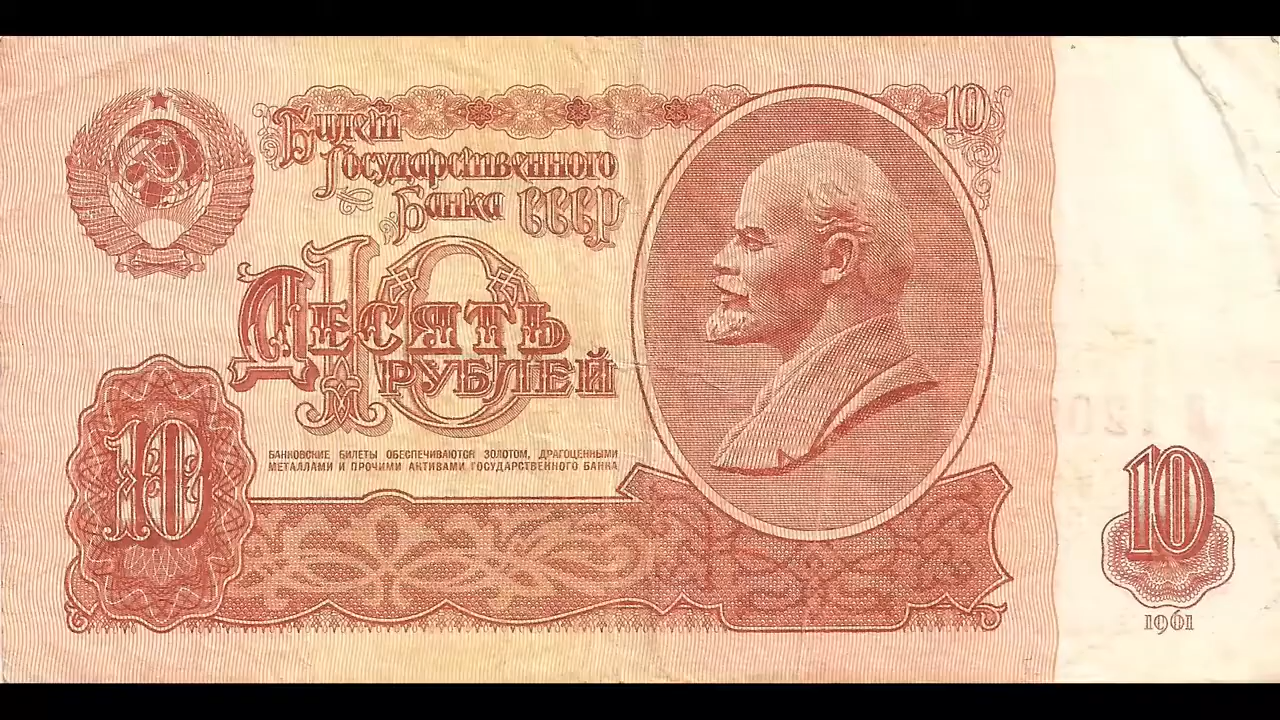 Билет
Государственного
Банка СССР
10
10
Десять
рублей
БАНКОВСКИЕ БИЛЕТЫ ОБЕСПЕЧИВАЮТСЯ ЗОЛОТОМ, ДРАГОЦЕННЫМИ
МЕТАЛЛАМИ И ПРОЧИМИ АКТИВАМИ ГОСУДАРСТВЕННОГО БАНКА
10
10
1961